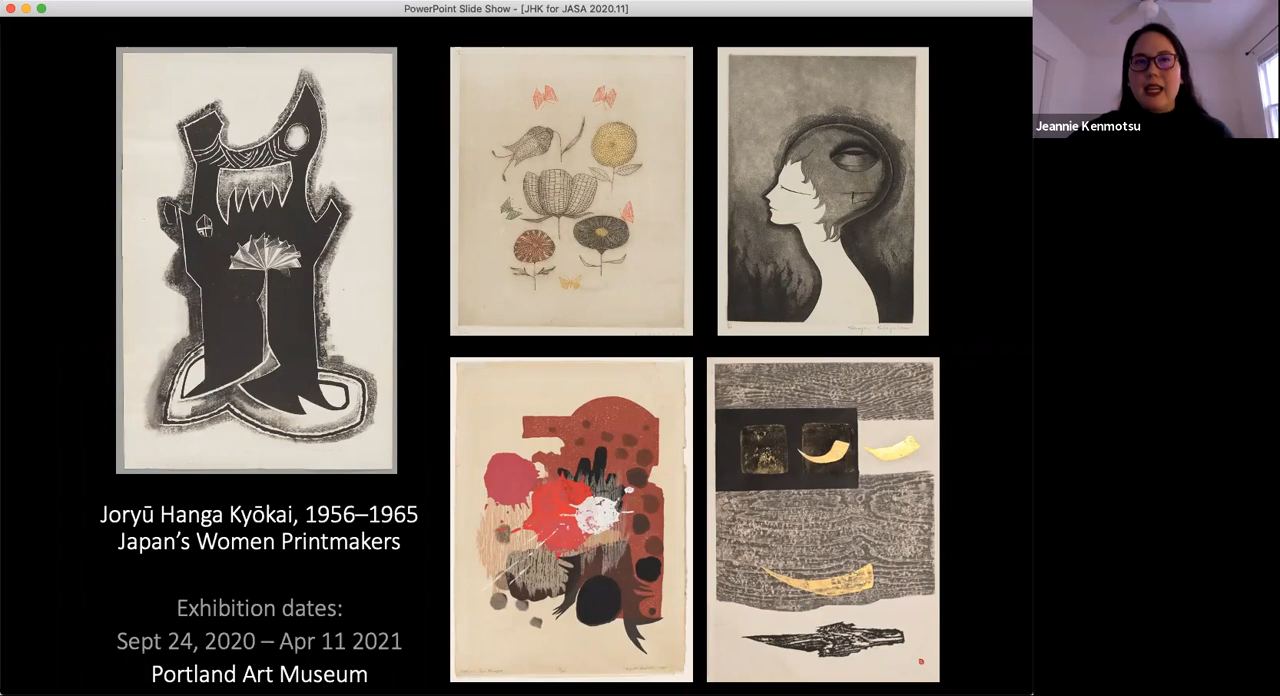 PowerPoint Slide Show - [JHK for JASA 2020.11]
Jeannie Kenmotsu
Joryū Hanga Kyōkai, 1956–1965
Japan’s Women Printmakers
Exhibition dates:
Sept 24, 2020 – Apr 11 2021
Portland Art Museum